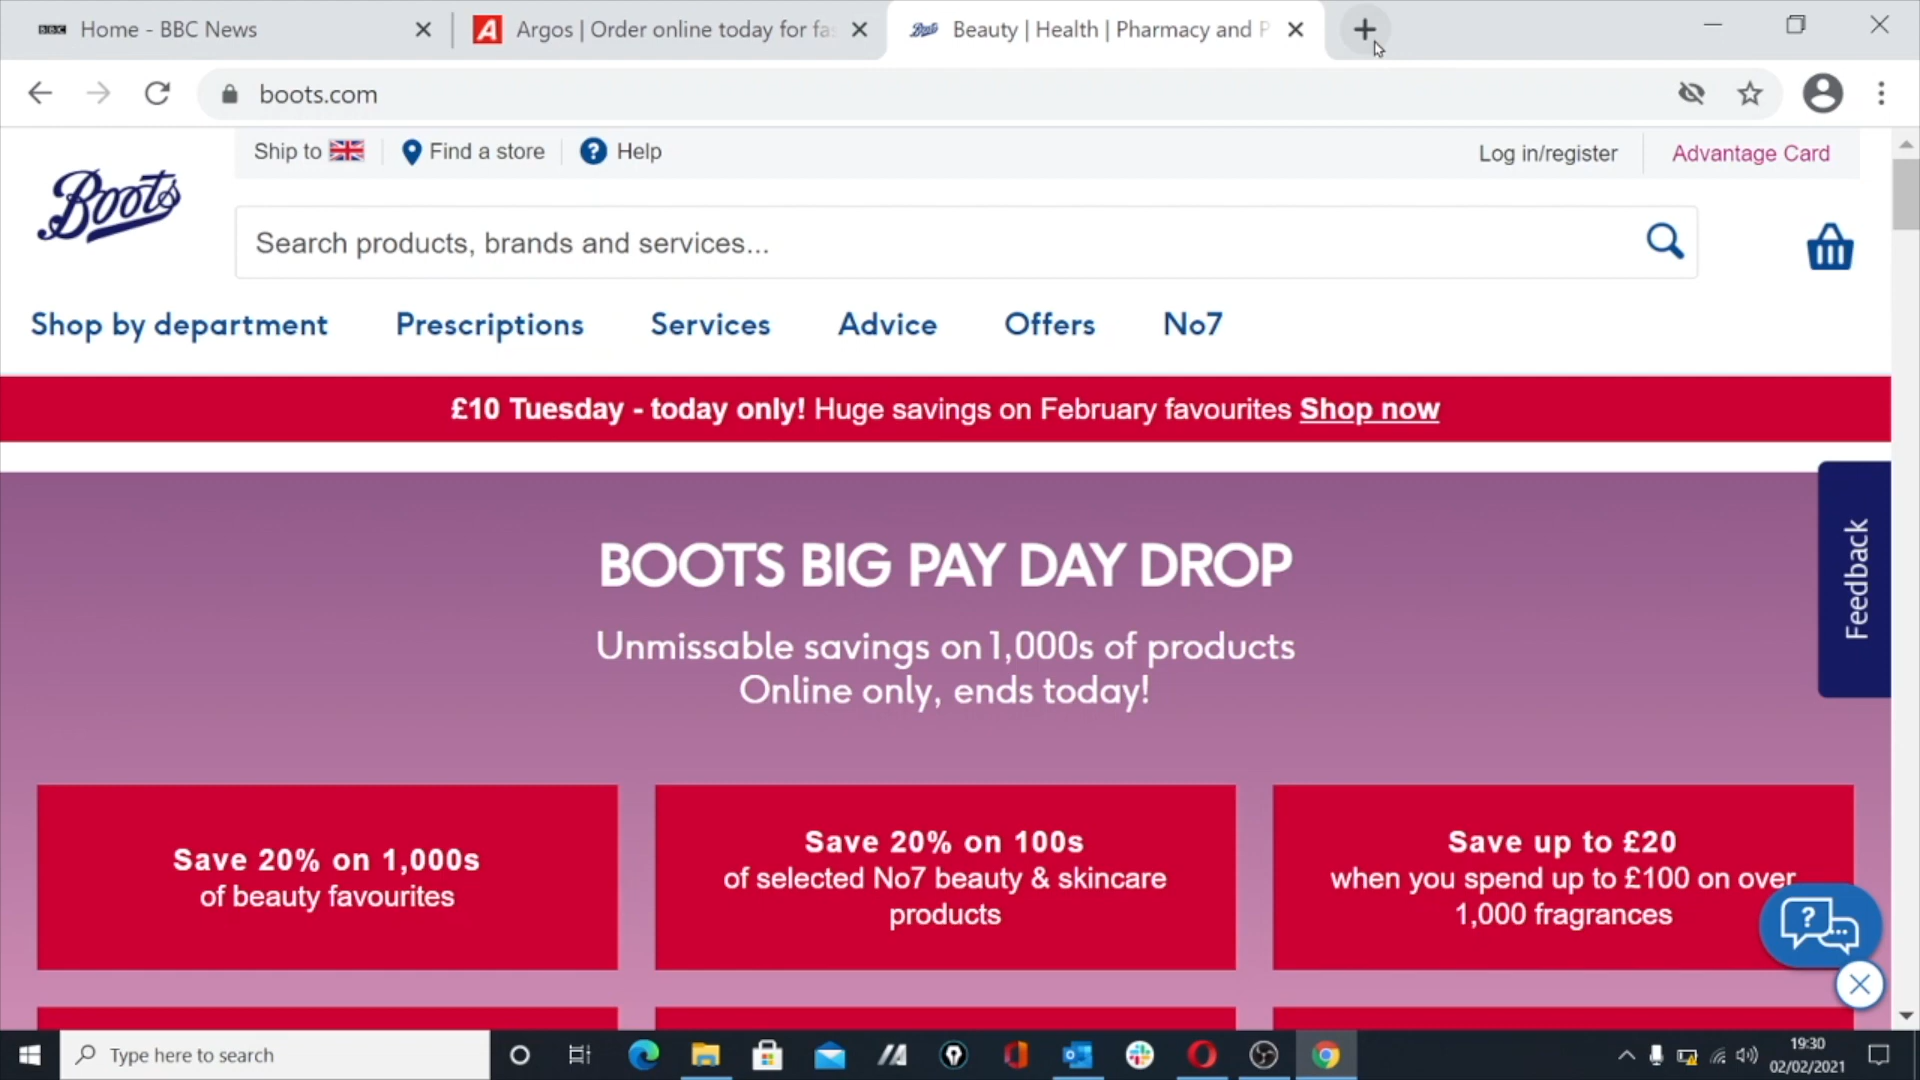 BBC Home - BBC News
Argos | Order online today for fa
Boots Beauty | Health | Pharmacy and P
boots.com
Ship to
Find a store
? Help
Log in/register
Advantage Card
Boots
Search products, brands and services...
Shop by department
Prescriptions
Services
Advice
Offers
No7
£10 Tuesday - today only! Huge savings on February favourites Shop now
BOOTS BIG PAY DAY DROP
Unmissable savings on 1,000s of products
Online only, ends today!
Feedback
Save 20% on 1,000s
of beauty favourites
Save 20% on 100s
of selected No7 beauty & skincare
products
Save up to £20
when you spend up to £100 on over
1,000 fragrances
Type here to search
19:30
02/02/2021